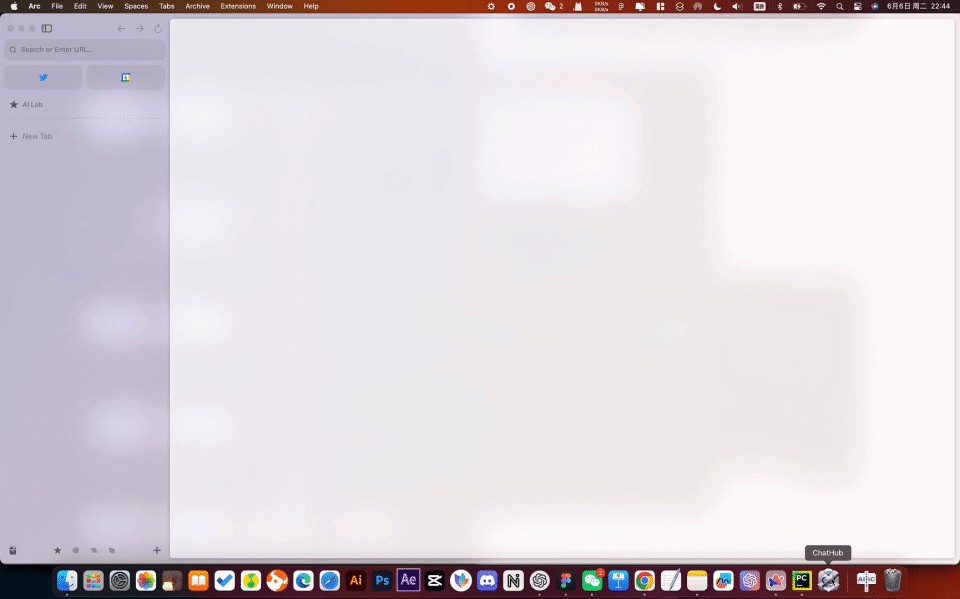 Arc File Edit View Spaces Tabs Archive Extensions Window Help
2
0KB/s
0KB/s
6月6日 周二 22:44
Search or Enter URL...
AI Lab
New Tab
ChatHub
Ai
Ps
Ae
PC